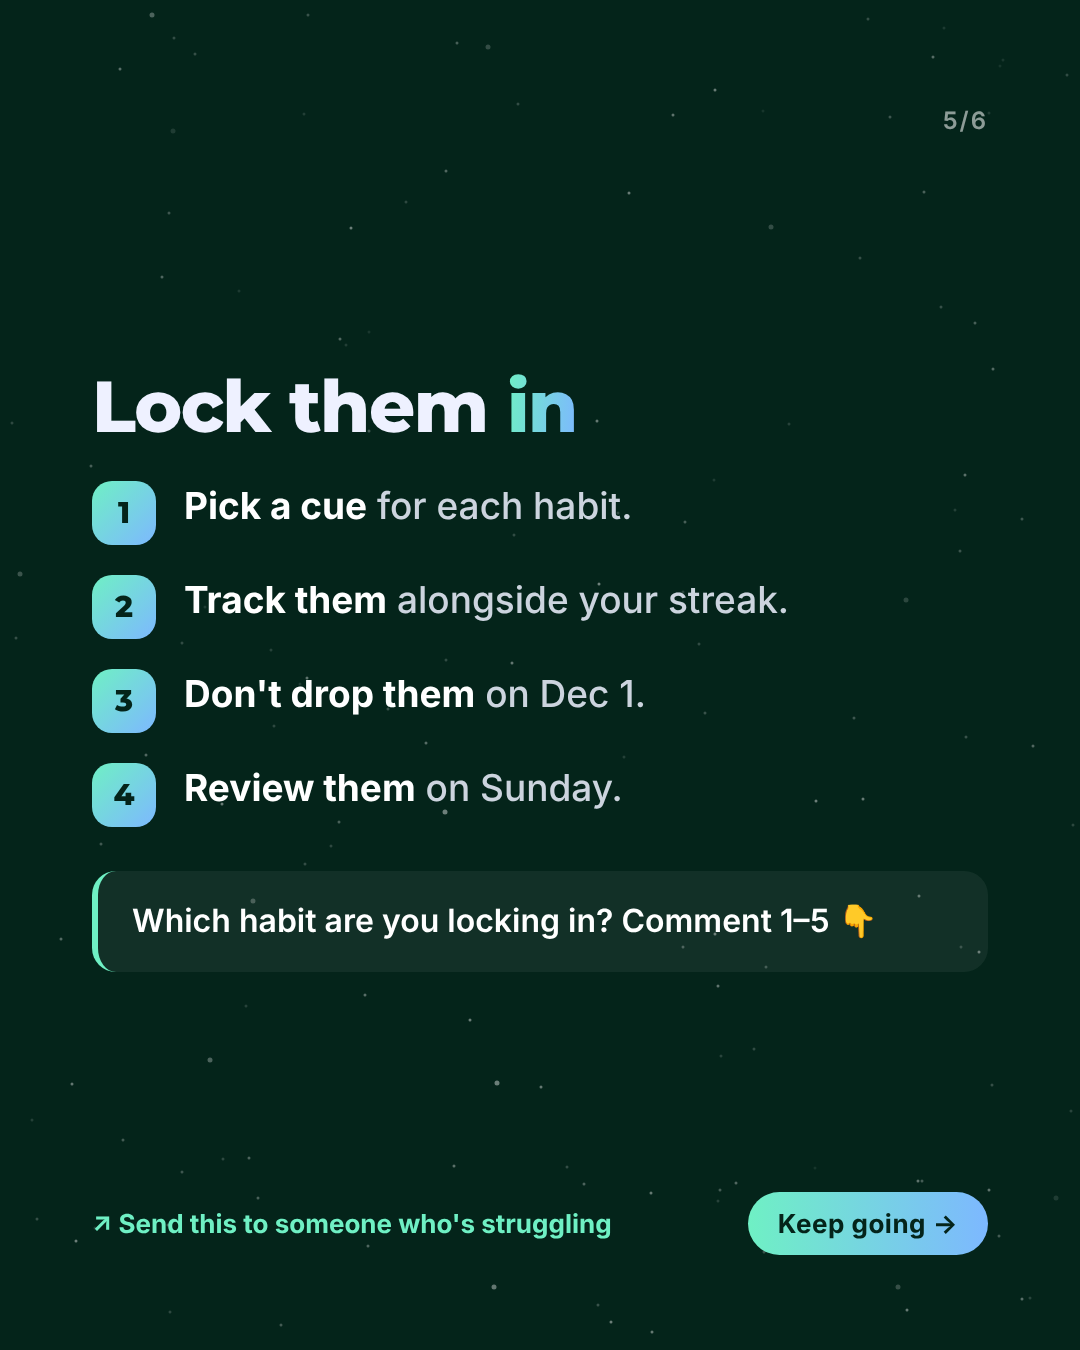 5/6
Lock them in
1 Pick a cue for each habit.
2 Track them alongside your streak.
3 Don't drop them on Dec 1.
4 Review them on Sunday.
Which habit are you locking in? Comment 1–5 👇
↗ Send this to someone who's struggling
Keep going →